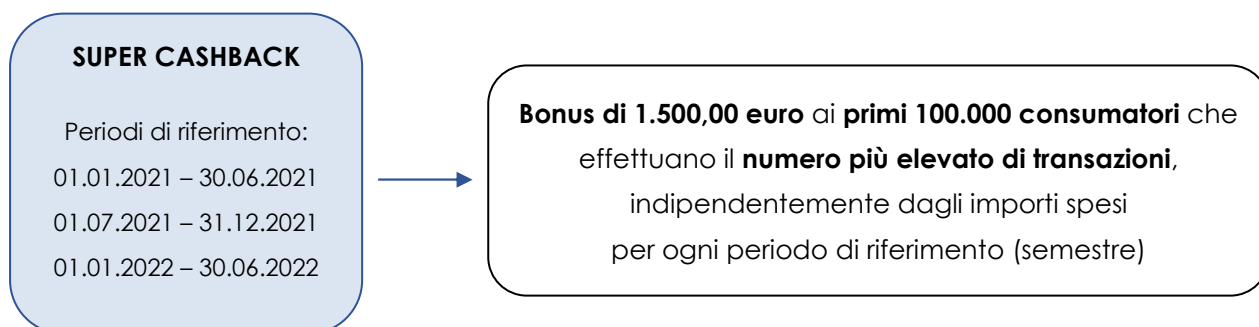 SUPER CASHBACK
Periodi di riferimento:
01.01.2021 – 30.06.2021
01.07.2021 – 31.12.2021
01.01.2022 – 30.06.2022
Bonus di 1.500,00 euro ai primi 100.000 consumatori che
effettuano il numero più elevato di transazioni,
indipendentemente dagli importi spesi
per ogni periodo di riferimento (semestre)